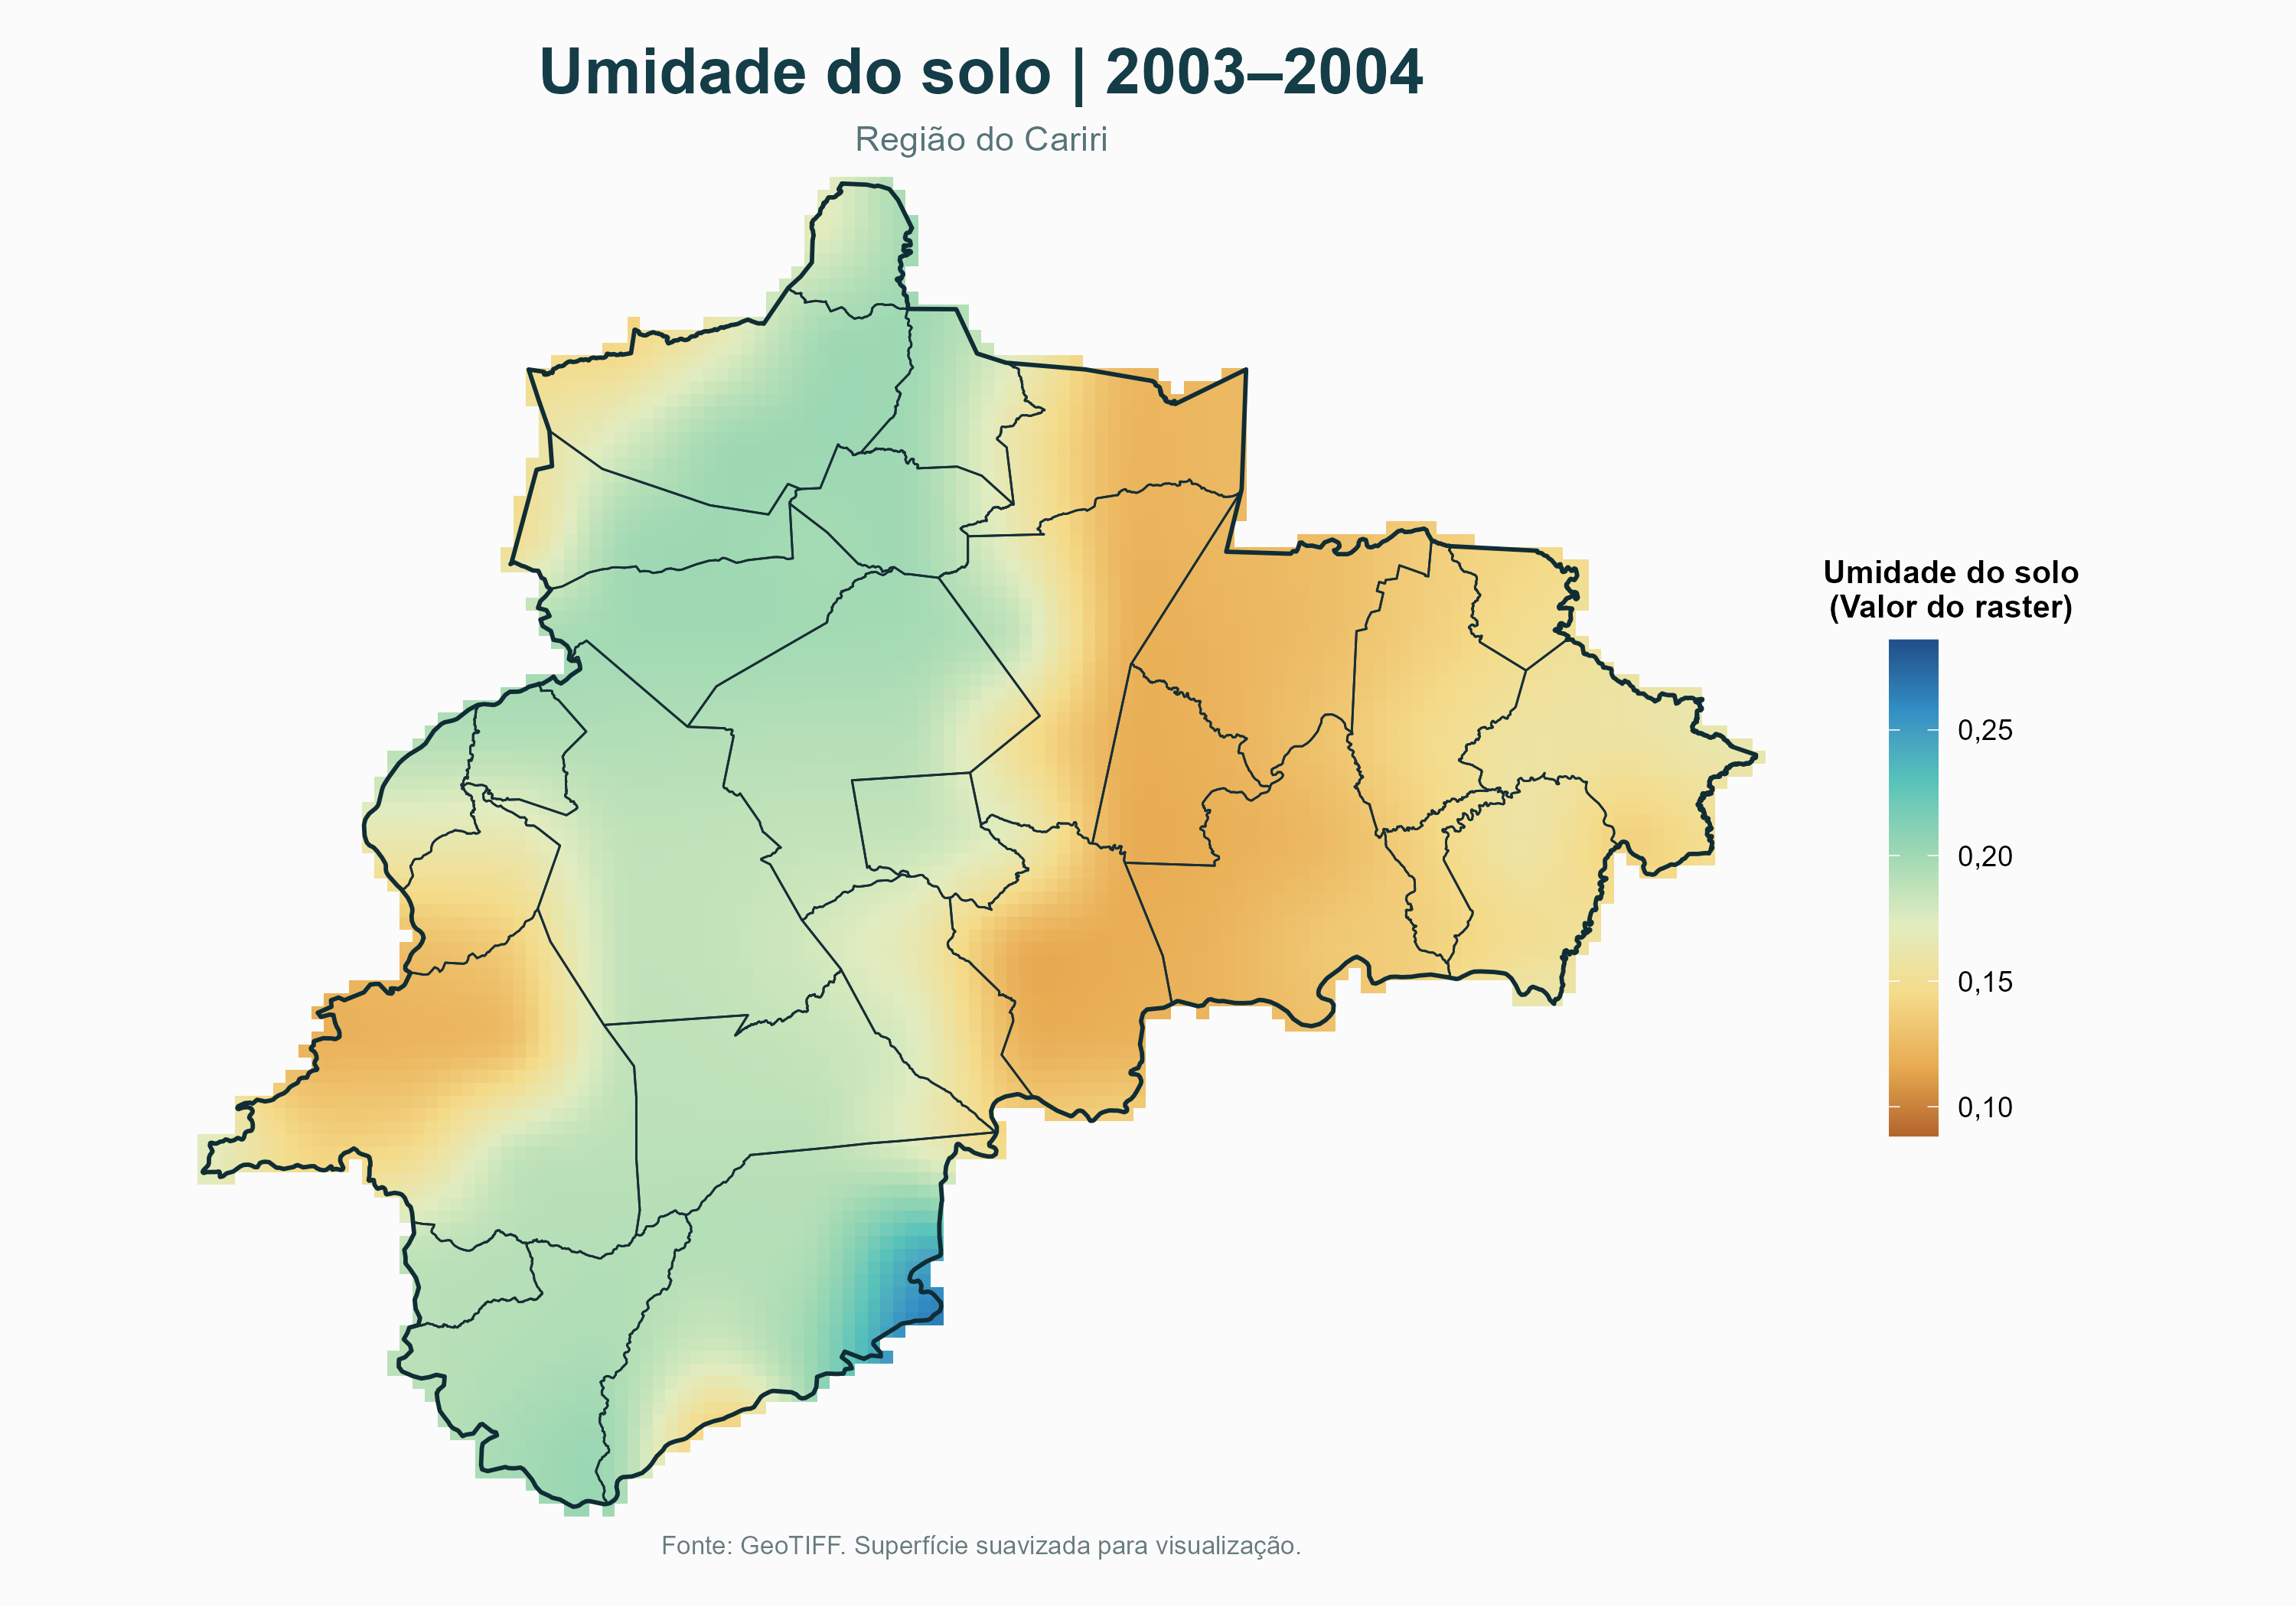 Umidade do solo | 2003–2004
Região do Cariri
Umidade do solo
(Valor do raster)
0,25
0,20
0,15
0,10
Fonte: GeoTIFF. Superfície suavizada para visualização.